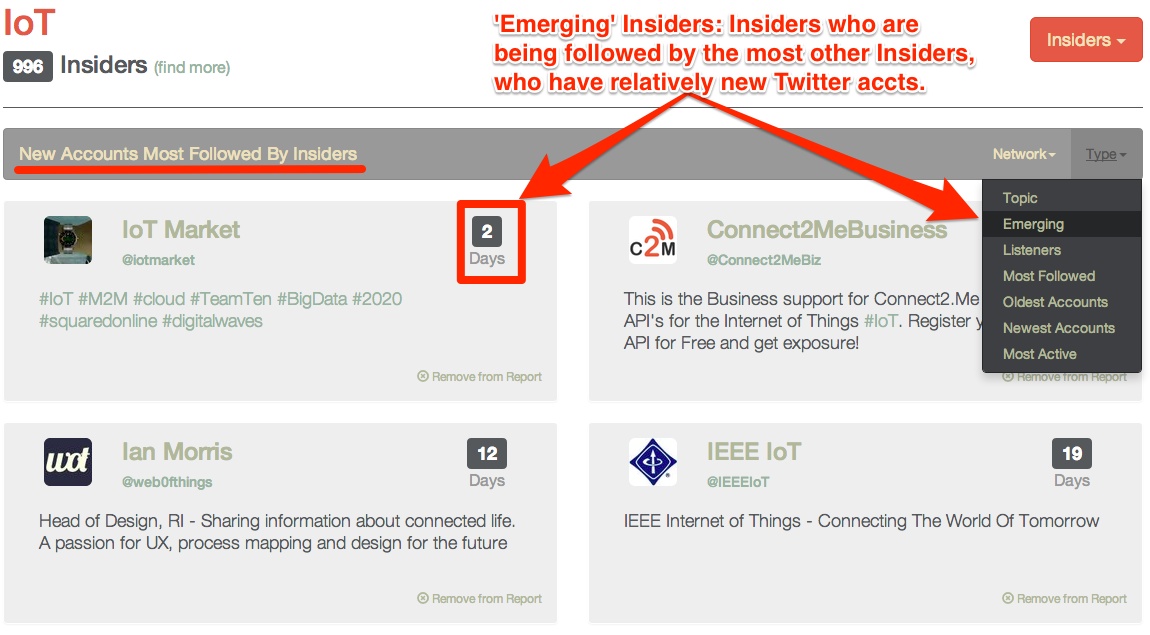 IoT
'Emerging' Insiders: Insiders who are
being followed by the most other Insiders,
who have relatively new Twitter accts.
Insiders
996 Insiders (find more)
New Accounts Most Followed By Insiders
Network
Type
Topic
Emerging
Listeners
Most Followed
Oldest Accounts
Newest Accounts
Most Active
IoT Market
@iotmarket
2
Days
#IoT #M2M #cloud #TeamTen #BigData #2020
#squaredonline #digitalwaves
Remove from Report
C2M
Connect2MeBusiness
@Connect2MeBiz
This is the Business support for Connect2.Me
API's for the Internet of Things #IoT. Register
API for Free and get exposure!
Remove from Report
wot
Ian Morris
@web0fthings
12
Days
Head of Design, RI - Sharing information about connected life.
A passion for UX, process mapping and design for the future
Remove from Report
IEEE IoT
@IEEEIoT
19
Days
IEEE Internet of Things - Connecting The World Of Tomorrow
Remove from Report